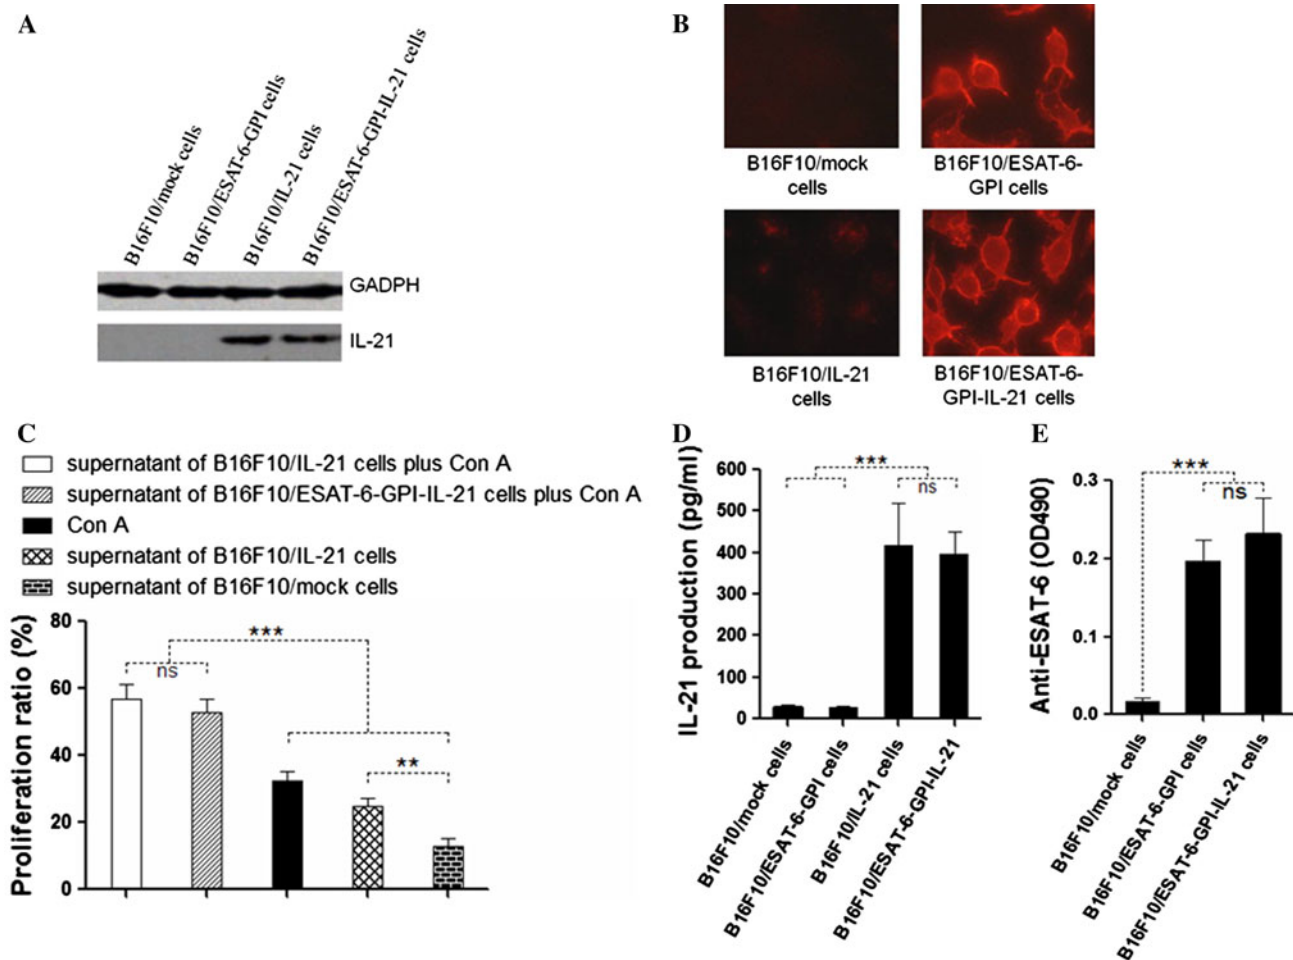 A
B16F10/mock cells
B16F10/ESAT-6-GPI cells
B16F10/IL-21 cells
B16F10/ESAT-6-GPI-IL-21 cells
GADPH
IL-21
B
B16F10/mock
cells
B16F10/ESAT-6-
GPI cells
B16F10/IL-21
cells
B16F10/ESAT-6-
GPI-IL-21 cells
C
supernatant of B16F10/IL-21 cells plus Con A
supernatant of B16F10/ESAT-6-GPI-IL-21 cells plus Con A
Con A
supernatant of B16F10/IL-21 cells
supernatant of B16F10/mock cells
Proliferation ratio (%)
80
60
40
20
0
ns
***
**
D
IL-21 production (pg/ml)
600
500
400
300
200
100
0
***
ns
B16F10/mock cells
B16F10/ESAT-6-GPI cells
B16F10/IL-21 cells
B16F10/ESAT-6-GPI-IL-21
E
Anti-ESAT-6 (OD490)
0.3
0.2
0.1
0.0
***
ns
B16F10/mock cells
B16F10/ESAT-6-GPI cells
B16F10/ESAT-6-GPI-IL-21 cells